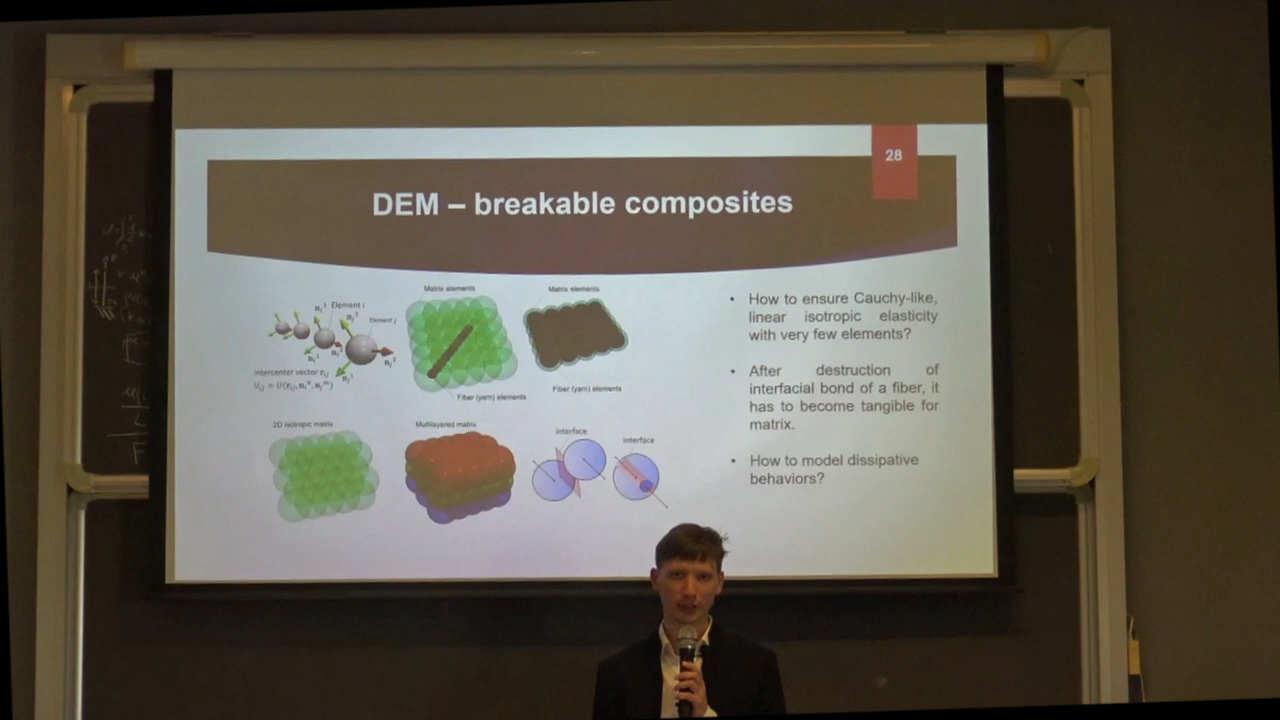 28
DEM – breakable composites
Matrix elements
Matrix elements
Element i
Element j
Intercenter vector
Fiber (yarn) elements
Fiber (yarn) elements
2D isotropic matrix
Multilayered matrix
interface
interface
• How to ensure Cauchy-like,
linear isotropic elasticity
with very few elements?
• After destruction of
interfacial bond of a fiber, it
has to become tangible for
matrix.
• How to model dissipative
behaviors?